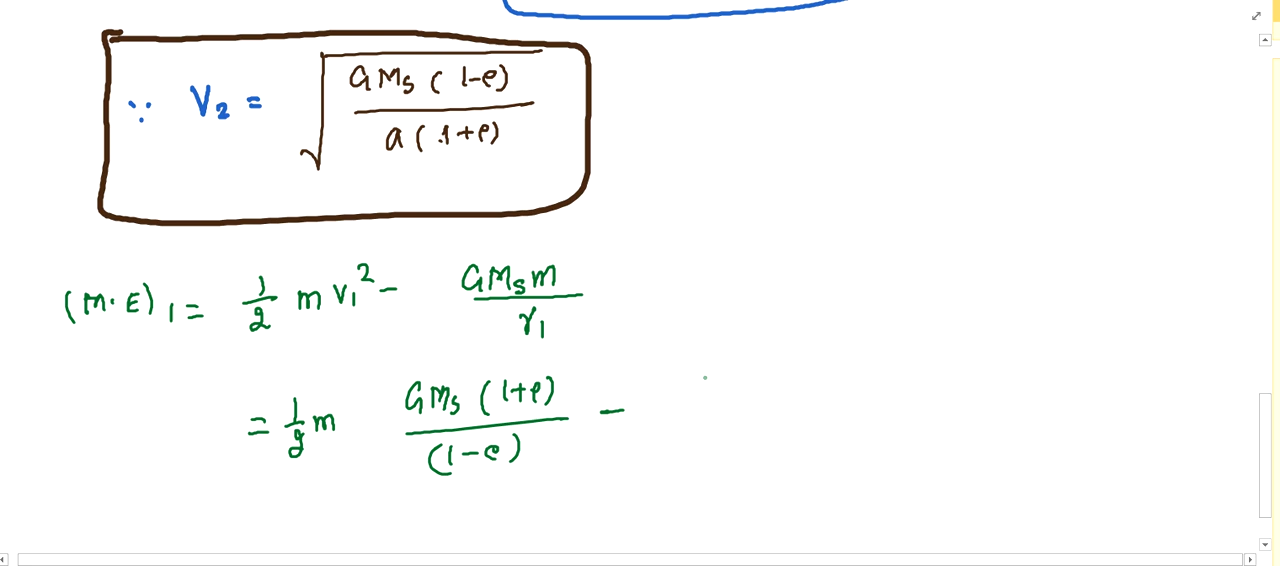 ∵ V₂ = √(GMₛ(1-e) / a(1+e))
(M.E)₁ = 1/2 m v₁² - GMₛm / r₁
= 1/2 m GMₛ(1+e) / (1-e) -